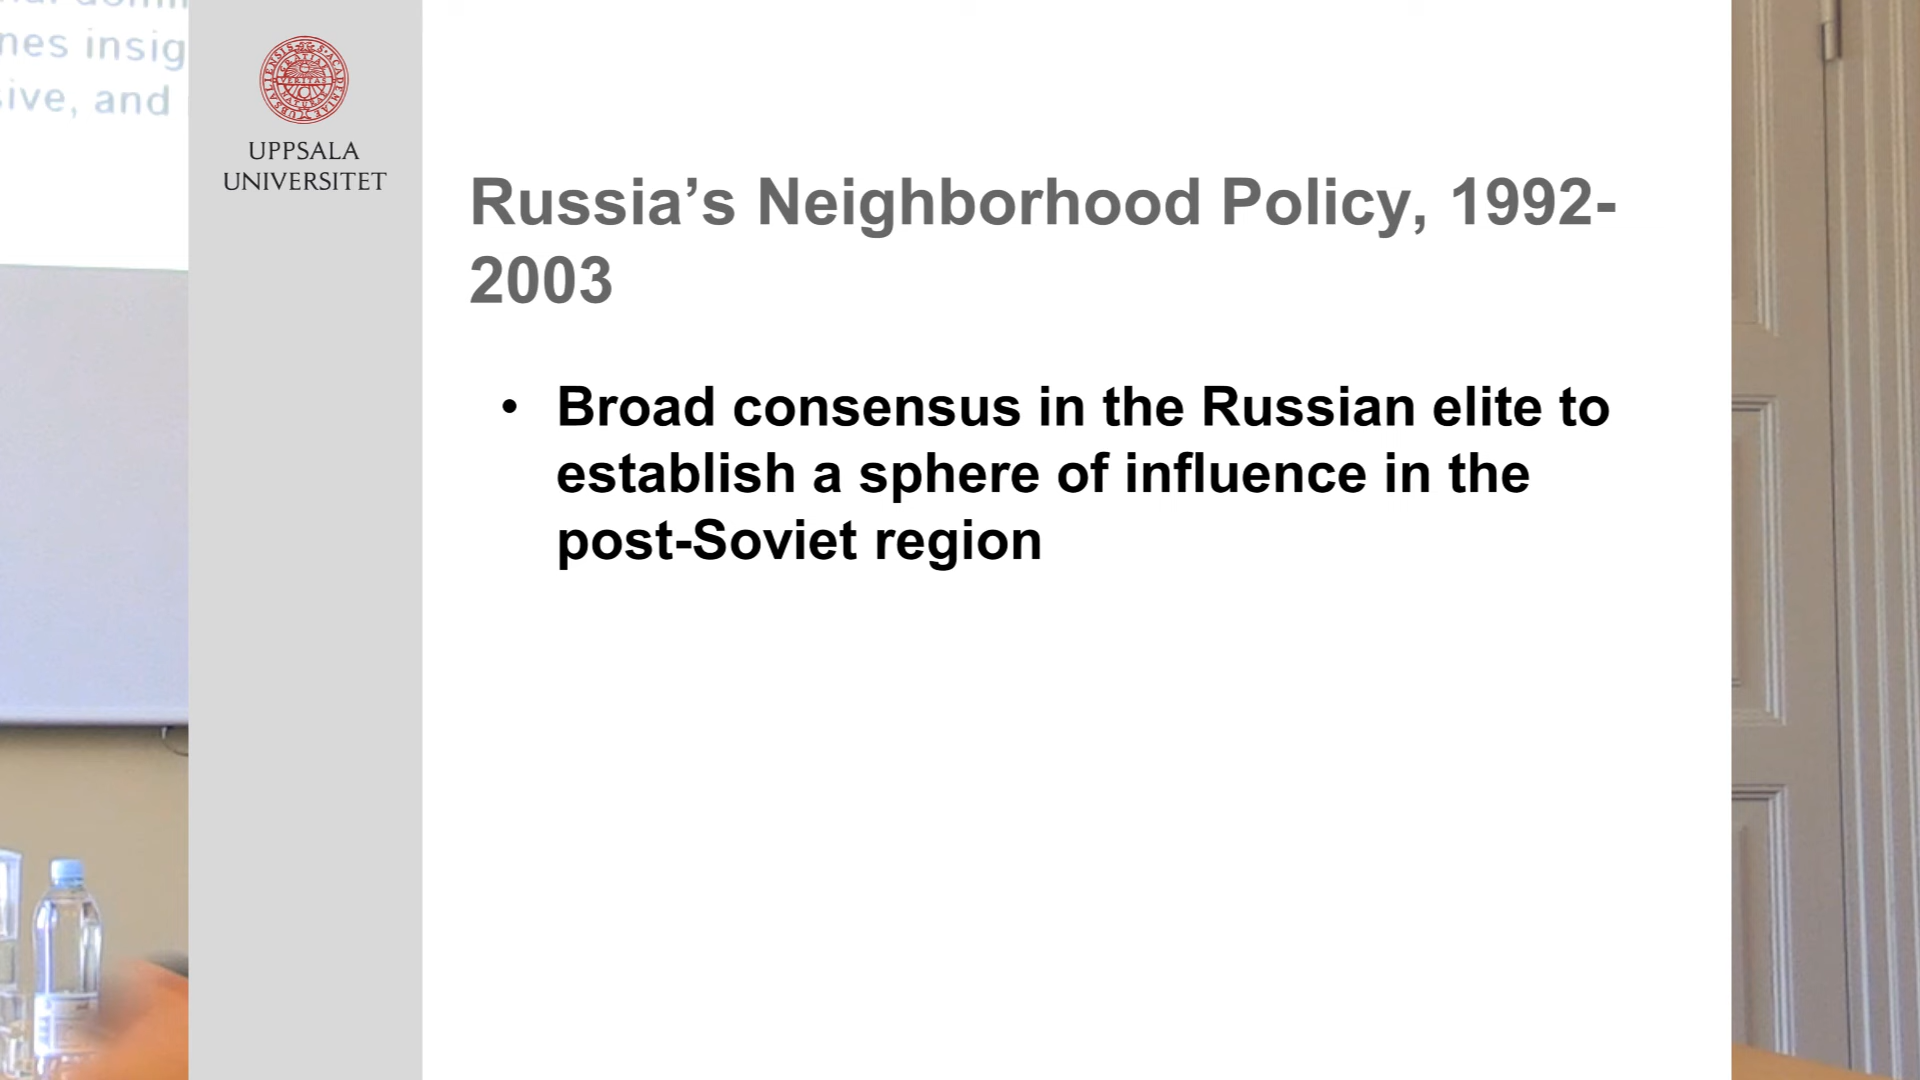 nes insig
ive, and
UPPSALA
UNIVERSITET
Russia’s Neighborhood Policy, 1992-
2003
• Broad consensus in the Russian elite to
establish a sphere of influence in the
post-Soviet region